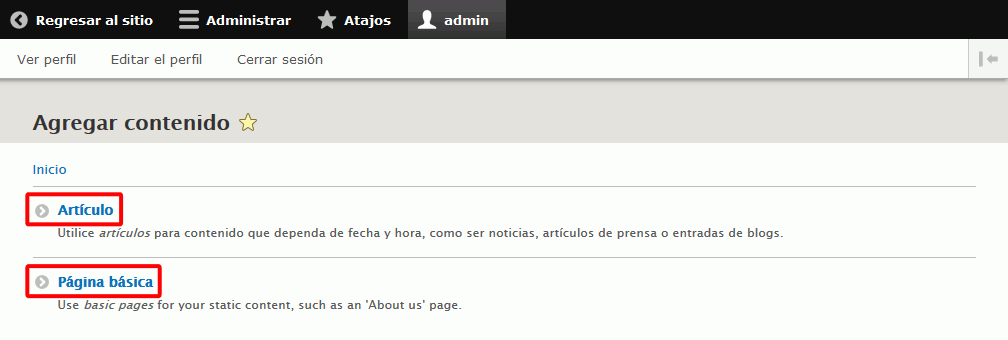 Regresar al sitio Administrar Atajos admin
Ver perfil Editar el perfil Cerrar sesión
Agregar contenido
Inicio
Artículo
Utilice artículos para contenido que dependa de fecha y hora, como ser noticias, artículos de prensa o entradas de blogs.
Página básica
Use basic pages for your static content, such as an 'About us' page.